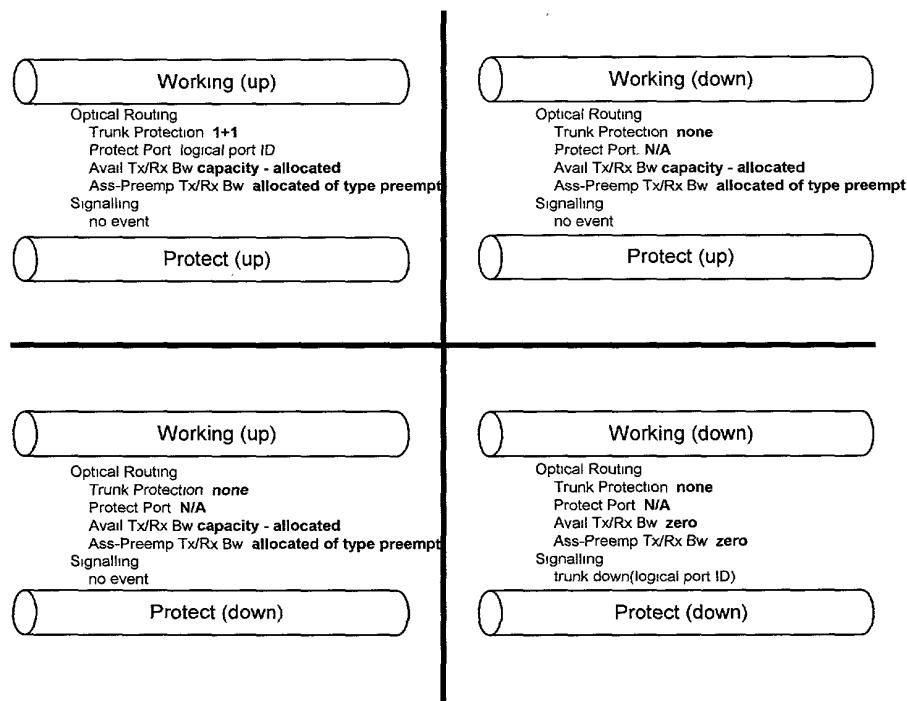 Working (up)
Optical Routing
Trunk Protection 1+1
Protect Port logical port ID
Avail Tx/Rx Bw capacity - allocated
Ass-Preemp Tx/Rx Bw allocated of type preempt
Signalling
no event
Protect (up)
Working (down)
Optical Routing
Trunk Protection none
Protect Port. N/A
Avail Tx/Rx Bw capacity - allocated
Ass-Preemp Tx/Rx Bw allocated of type preempt
Signalling
no event
Protect (up)
Working (up)
Optical Routing
Trunk Protection none
Protect Port N/A
Avail Tx/Rx Bw capacity - allocated
Ass-Preemp Tx/Rx Bw allocated of type preempt
Signalling
no event
Protect (down)
Working (down)
Optical Routing
Trunk Protection none
Protect Port N/A
Avail Tx/Rx Bw zero
Ass-Preemp Tx/Rx Bw zero
Signalling
trunk down(logical port ID)
Protect (down)